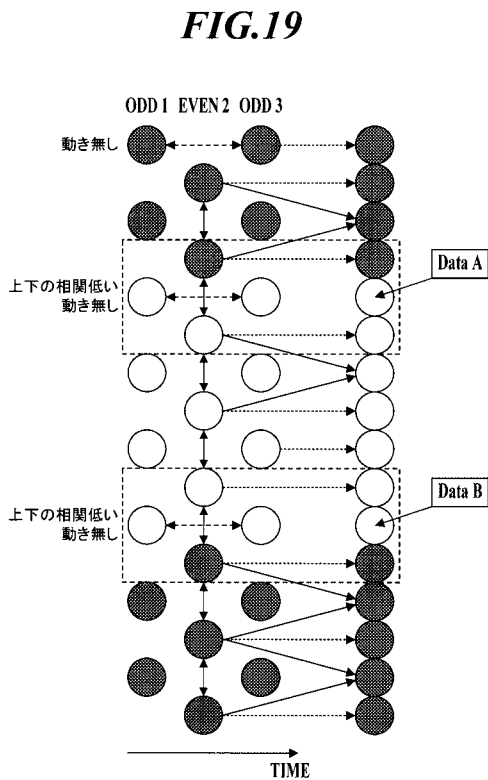 FIG.19
ODD 1 EVEN 2 ODD 3
動き無し
Data A
上下の相関低い
動き無し
Data B
上下の相関低い
動き無し
TIME